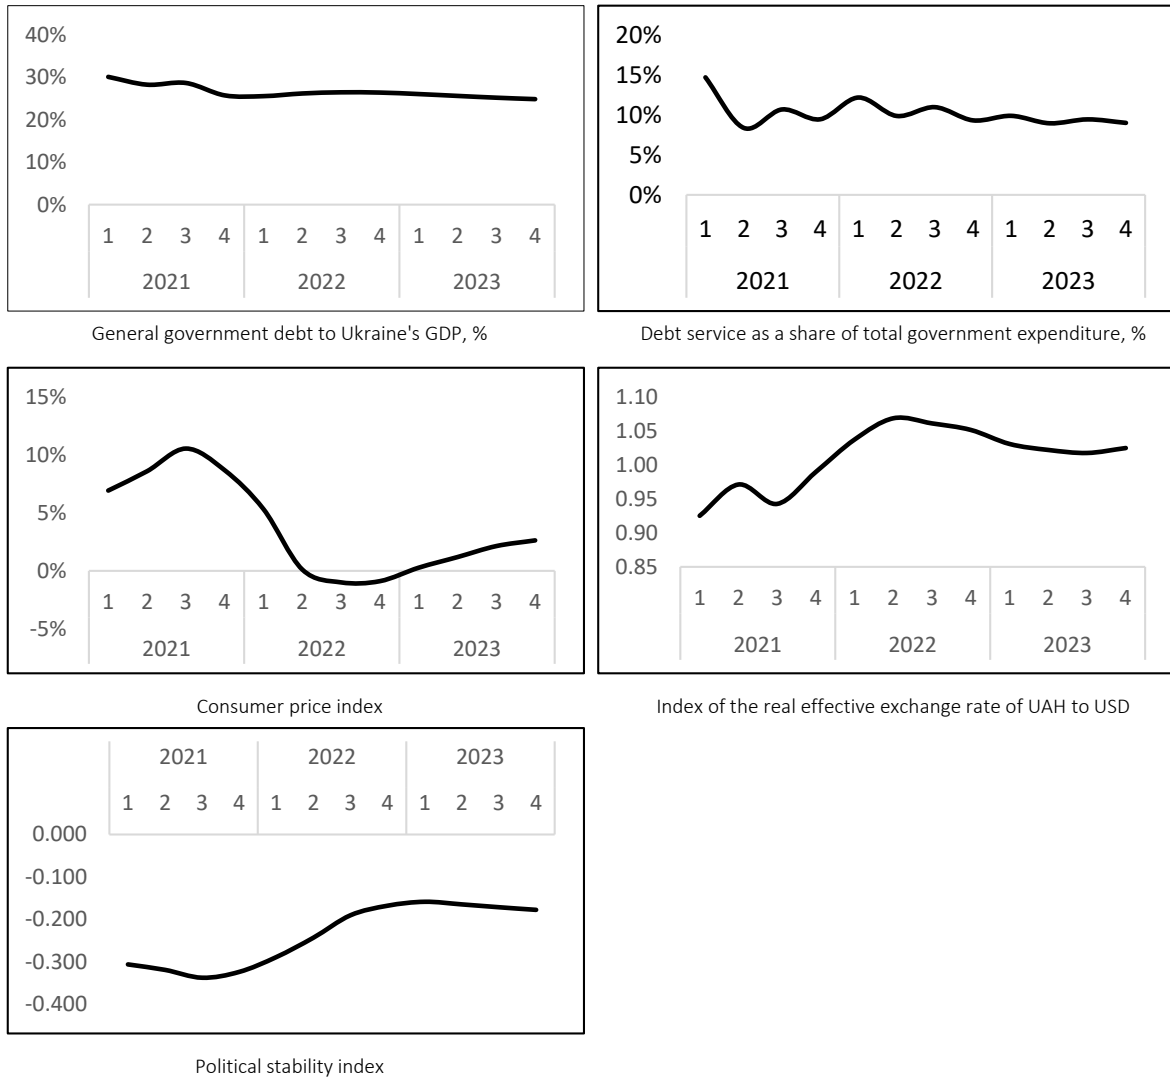 40%
30%
20%
10%
0%
1 2 3 4 1 2 3 4 1 2 3 4
2021 2022 2023
General government debt to Ukraine's GDP, %
20%
15%
10%
5%
0%
1 2 3 4 1 2 3 4 1 2 3 4
2021 2022 2023
Debt service as a share of total government expenditure, %
15%
10%
5%
0%
-5%
1 2 3 4 1 2 3 4 1 2 3 4
2021 2022 2023
Consumer price index
1.10
1.05
1.00
0.95
0.90
0.85
1 2 3 4 1 2 3 4 1 2 3 4
2021 2022 2023
Index of the real effective exchange rate of UAH to USD
2021 2022 2023
1 2 3 4 1 2 3 4 1 2 3 4
0.000
-0.100
-0.200
-0.300
-0.400
Political stability index